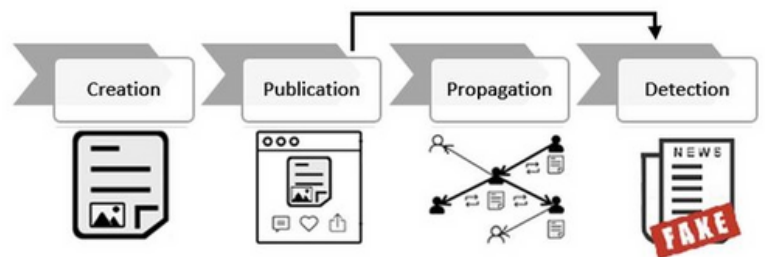 Creation
Publication
Propagation
Detection
NEWS
FAKE